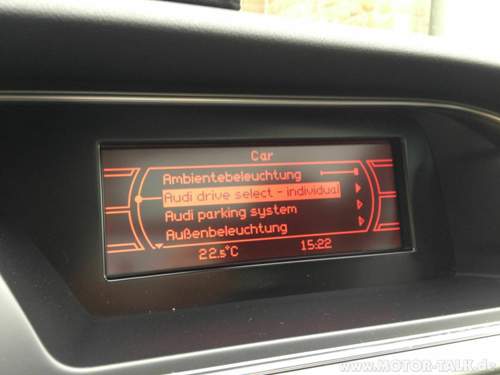 Car
Ambientebeleuchtung
Audi drive select - individual
Audi parking system
Außenbeleuchtung
22.5°C 15:22
www.MOTOR-TALK.de